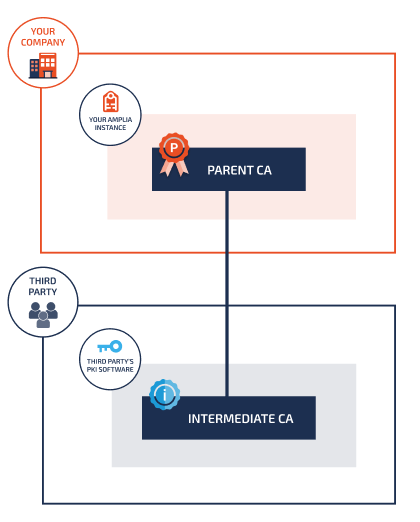 YOUR
COMPANY
YOUR AMPLIA
INSTANCE
P
PARENT CA
THIRD
PARTY
THIRD PARTY'S
PKI SOFTWARE
i
INTERMEDIATE CA